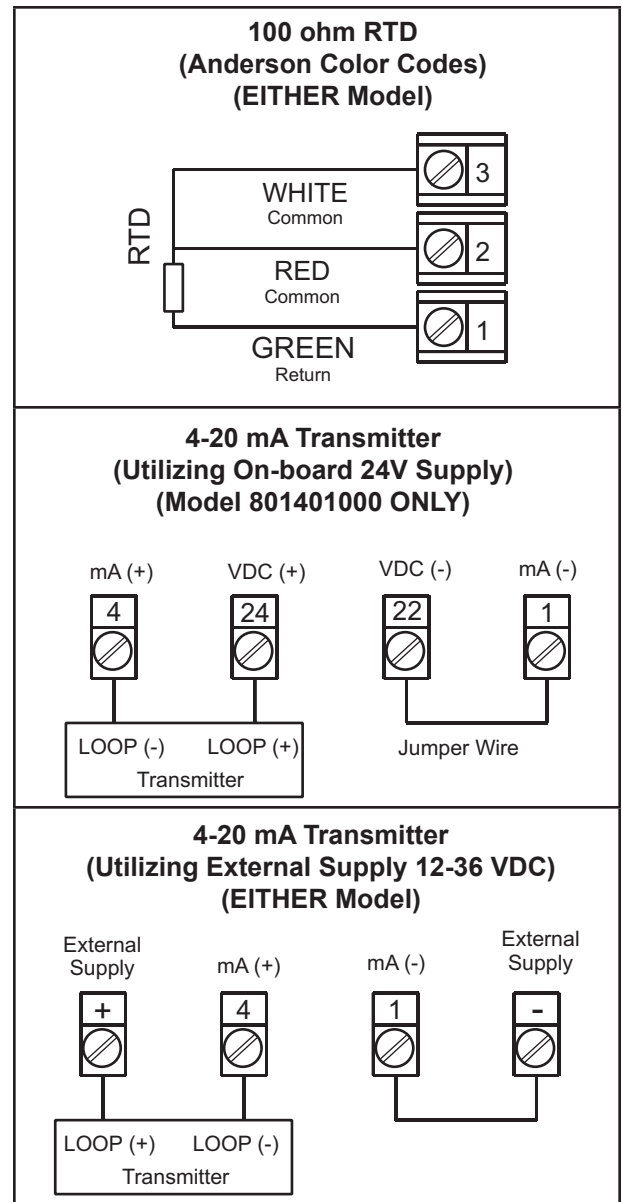 100 ohm RTD
(Anderson Color Codes)
(EITHER Model)
RTD
WHITE
Common
3
RED
Common
2
GREEN
Return
1
4-20 mA Transmitter
(Utilizing On-board 24V Supply)
(Model 801401000 ONLY)
mA (+) VDC (+) VDC (-) mA (-)
4 24 22 1
LOOP (-) LOOP (+)
Transmitter
Jumper Wire
4-20 mA Transmitter
(Utilizing External Supply 12-36 VDC)
(EITHER Model)
External
Supply
mA (+)
mA (-)
External
Supply
+ 4 1 -
LOOP (+) LOOP (-)
Transmitter